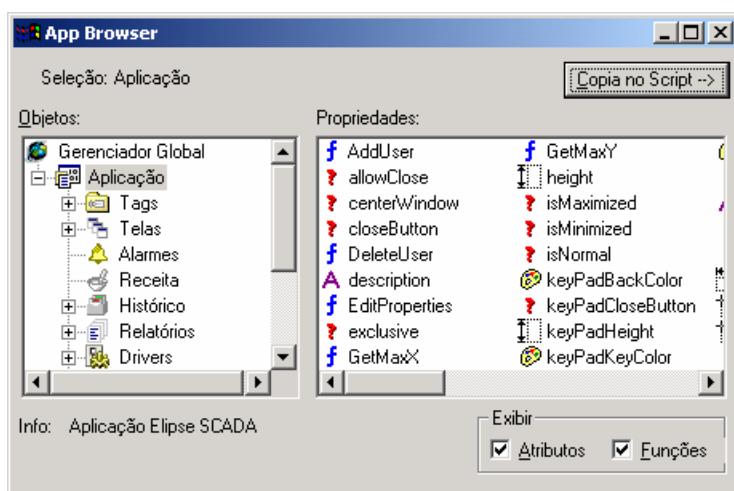 App Browser
Seleção: Aplicação
Copia no Script -->
Objetos:
Propriedades:
Gerenciador Global
Aplicação
Tags
Telas
Alarmes
Receita
Histórico
Relatórios
Drivers
AddUser
allowClose
centerWindow
closeButton
DeleteUser
description
EditProperties
exclusive
GetMaxX
GetMaxY
height
isMaximized
isMinimized
isNormal
keyPadBackColor
keyPadCloseButton
keyPadHeight
keyPadKeyColor
Info: Aplicação Elipse SCADA
Exibir
Atributos
Funções